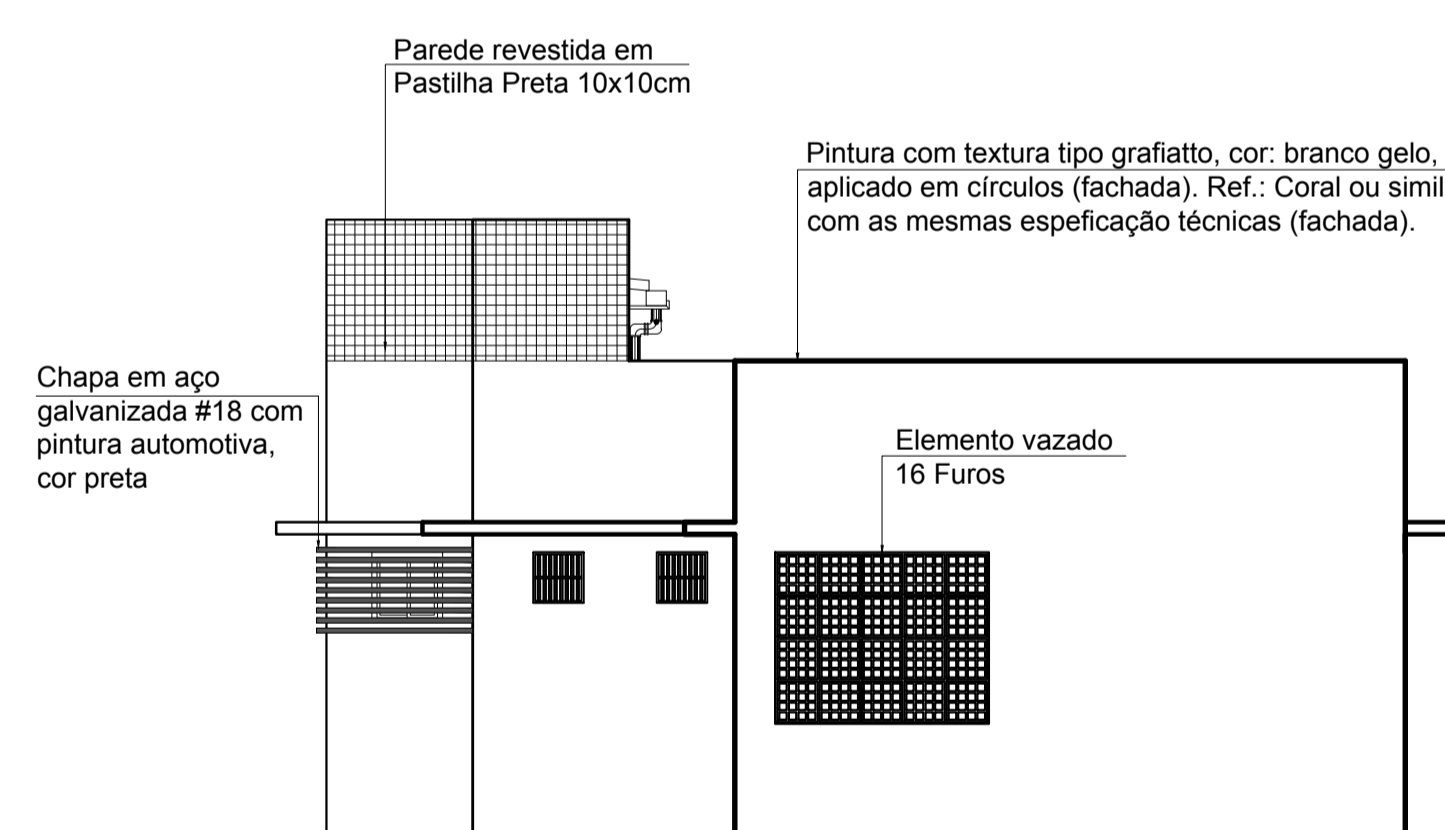 Parede revestida em
Pastilha Preta 10x10cm
Pintura com textura tipo grafiatto, cor: branco gelo,
aplicado em círculos (fachada). Ref.: Coral ou simil
com as mesmas espeficação técnicas (fachada).
Chapa em aço
galvanizada #18 com
pintura automotiva,
cor preta
Elemento vazado
16 Furos